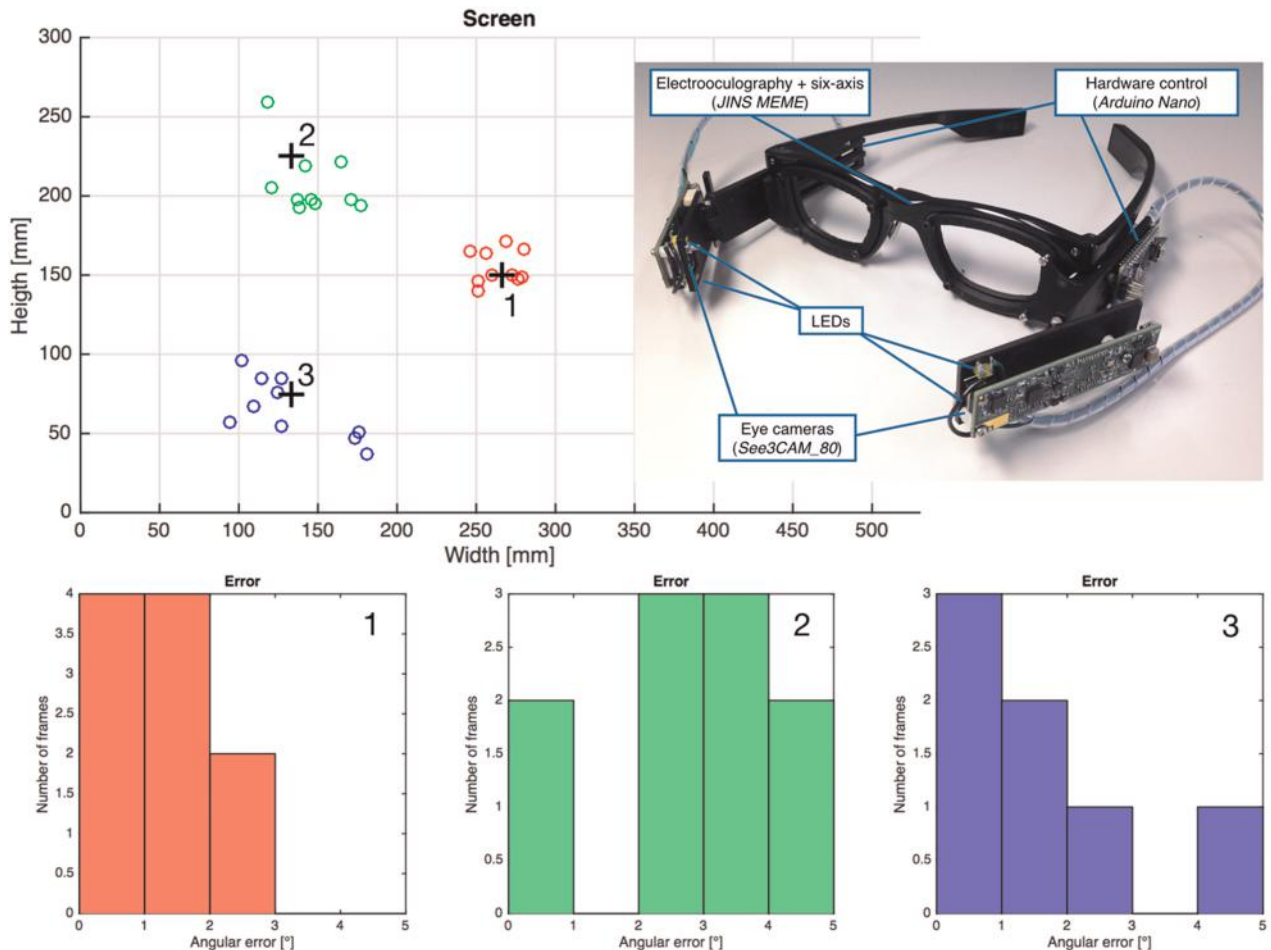 Screen
300
250
200
150
100
50
0
Heigth [mm]
2
1
3
0 50 100 150 200 250 300 350 400 450 500
Width [mm]
Electrooculography + six-axis
(JINS MEME)
Hardware control
(Arduino Nano)
LEDs
Eye cameras
(See3CAM_80)
Error
1
4
3.5
3
2.5
2
1.5
1
0.5
0
Number of frames
0 1 2 3 4 5
Angular error [°]
Error
2
3
2.5
2
1.5
1
0.5
0
Number of frames
0 1 2 3 4 5
Angular error [°]
Error
3
3
2.5
2
1.5
1
0.5
0
Number of frames
0 1 2 3 4 5
Angular error [°]